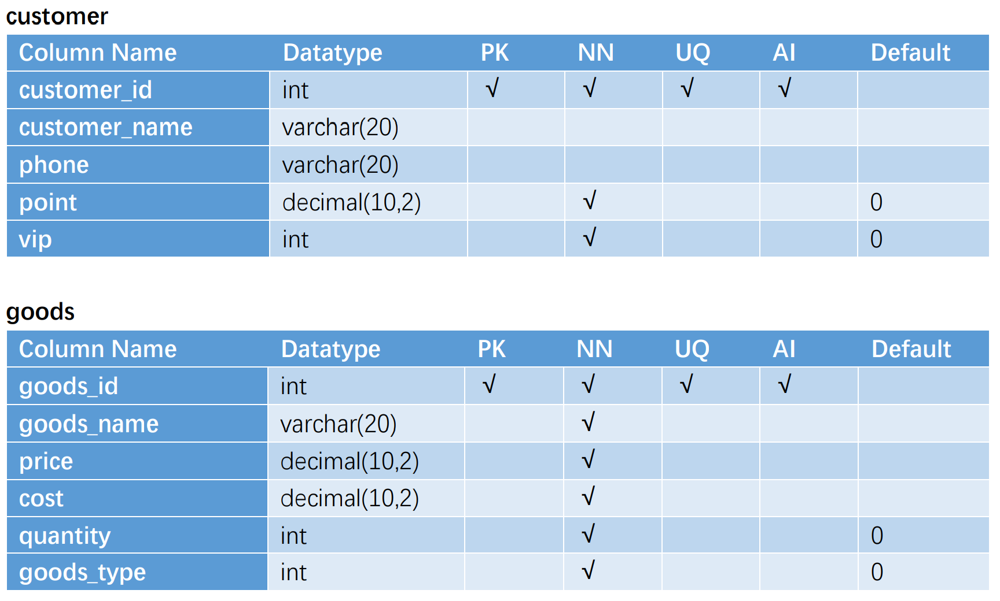 customer
Column Name Datatype PK NN UQ AI Default
customer_id int √ √ √ √
customer_name varchar(20)
phone varchar(20)
point decimal(10,2) √ 0
vip int √ 0
goods
Column Name Datatype PK NN UQ AI Default
goods_id int √ √ √ √
goods_name varchar(20) √
price decimal(10,2) √
cost decimal(10,2) √
quantity int √ 0
goods_type int √ 0